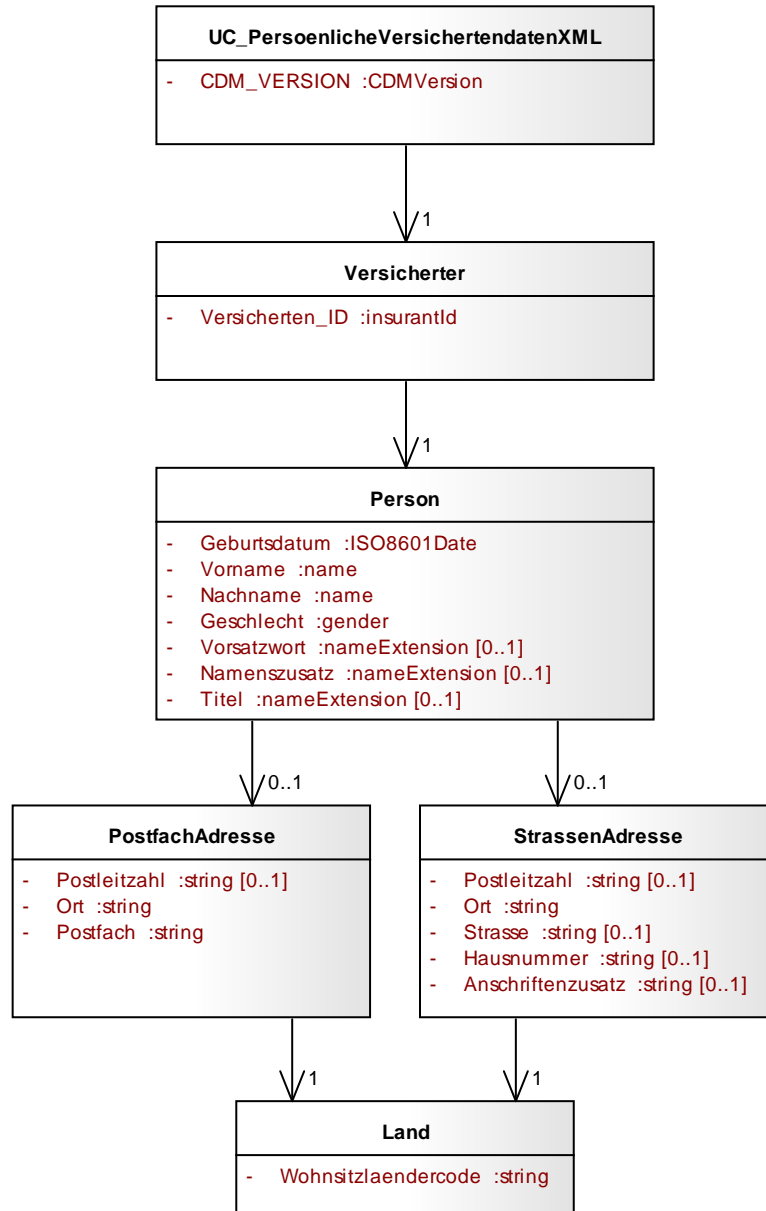 UC_PersoenlicheVersichertendatenXML
- CDM_VERSION :CDMVersion
1
Versicherter
- Versicherten_ID :insurantId
1
Person
- Geburtsdatum :ISO8601Date
- Vorname :name
- Nachname :name
- Geschlecht :gender
- Vorsatzwort :nameExtension [0..1]
- Namenszusatz :nameExtension [0..1]
- Titel :nameExtension [0..1]
0..1
0..1
PostfachAdresse
- Postleitzahl :string [0..1]
- Ort :string
- Postfach :string
StrassenAdresse
- Postleitzahl :string [0..1]
- Ort :string
- Strasse :string [0..1]
- Hausnummer :string [0..1]
- Anschriftenzusatz :string [0..1]
1
1
Land
- Wohnsitzlaendercode :string